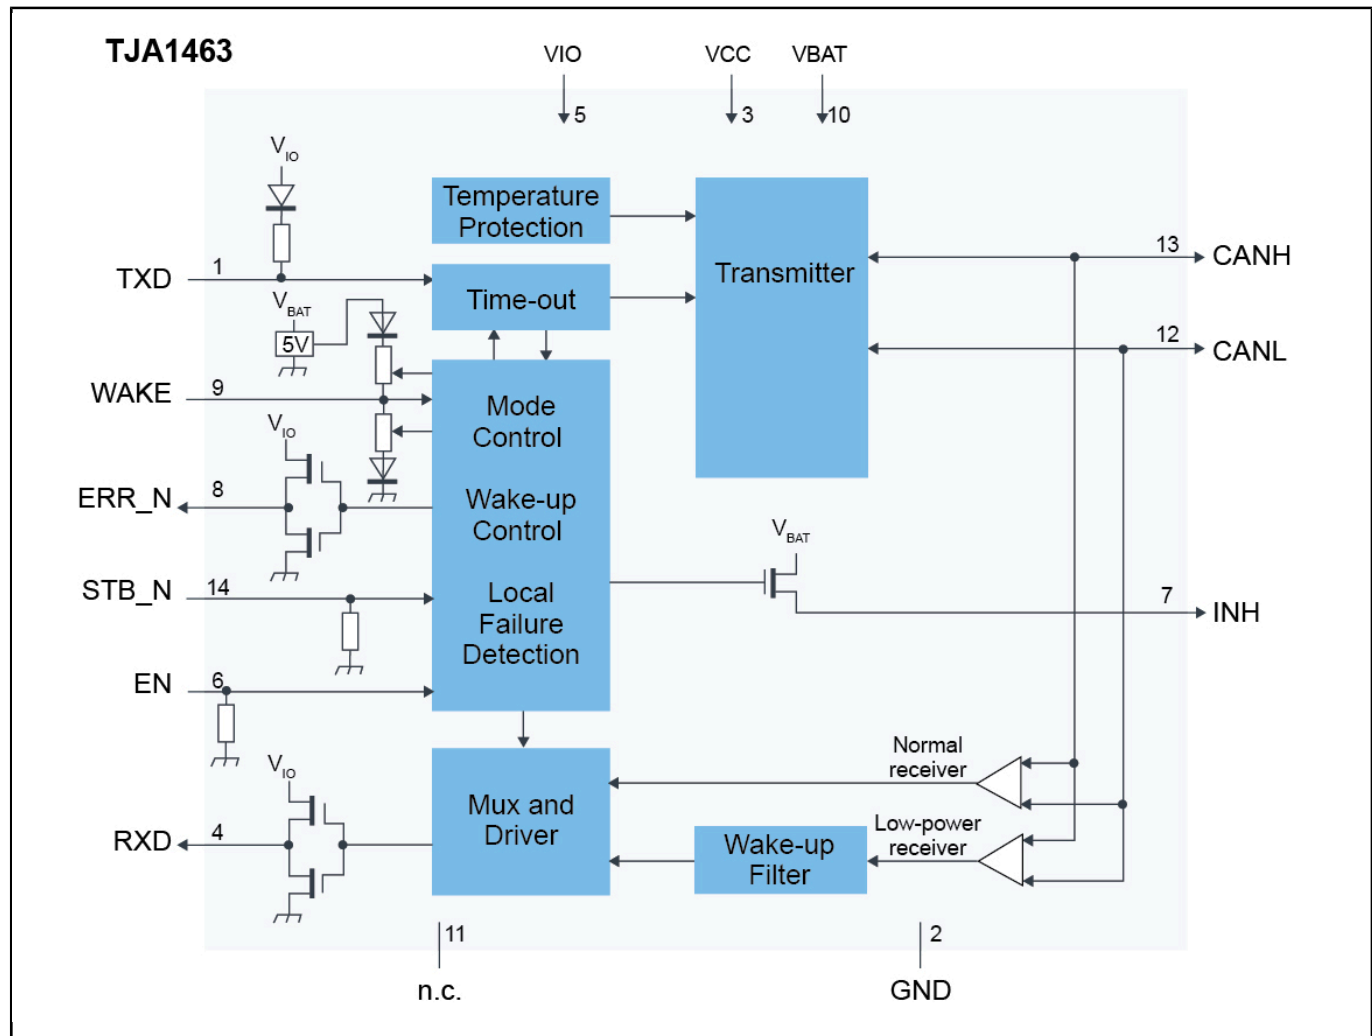 TJA1463
VIO
VCC
VBAT
5
3
10
VIO
Temperature
Protection
Transmitter
13
CANH
TXD
1
Time-out
VBAT
5V
12
CANL
WAKE
9
Mode
Control
VIO
ERR_N
8
Wake-up
Control
VBAT
STB_N
14
Local
Failure
Detection
7
INH
EN
6
Normal
receiver
VIO
Mux and
Driver
RXD
4
Low-power
receiver
Wake-up
Filter
11
2
n.c.
GND